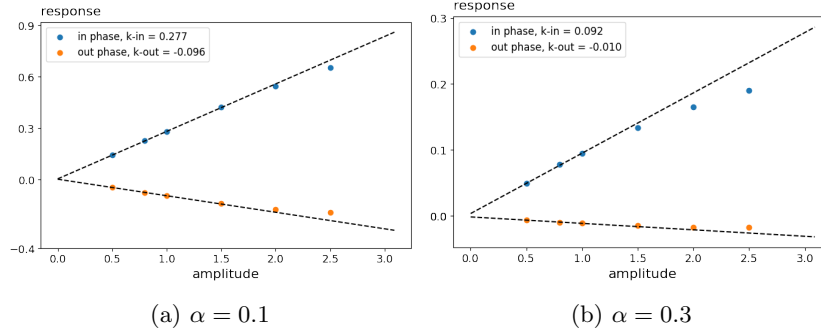 response
0.9
0.6
0.3
0.0
−0.4
in phase, k-in = 0.277
out phase, k-out = -0.096
0.0 0.5 1.0 1.5 2.0 2.5 3.0
amplitude
(a) α = 0.1
response
0.3
0.2
0.1
0.0
in phase, k-in = 0.092
out phase, k-out = -0.010
0.0 0.5 1.0 1.5 2.0 2.5 3.0
amplitude
(b) α = 0.3